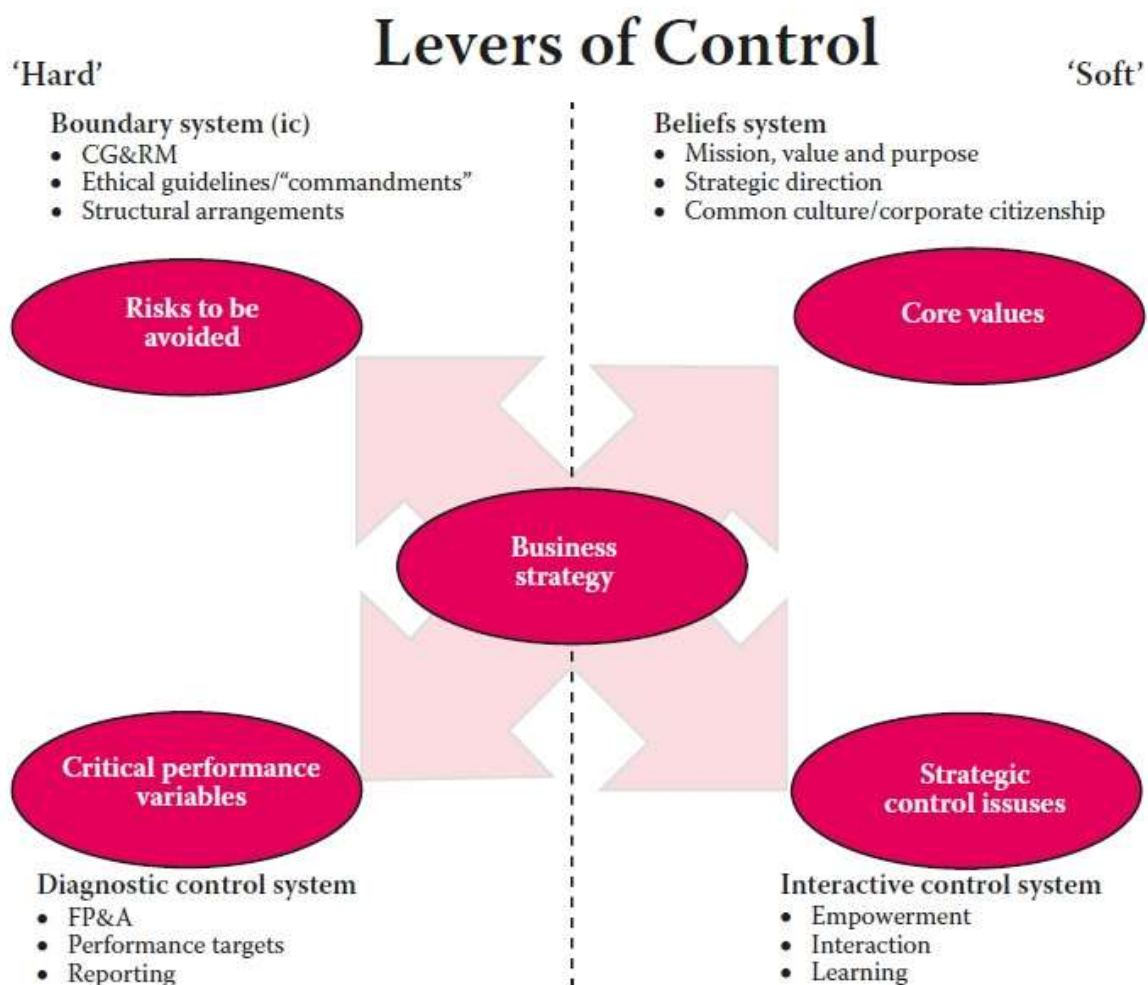 Levers of Control
‘Hard’
‘Soft’
Boundary system (ic)
• CG&RM
• Ethical guidelines/“commandments”
• Structural arrangements
Beliefs system
• Mission, value and purpose
• Strategic direction
• Common culture/corporate citizenship
Risks to be
avoided
Core values
Business
strategy
Critical performance
variables
Strategic
control issuses
Diagnostic control system
• FP&A
• Performance targets
• Reporting
Interactive control system
• Empowerment
• Interaction
• Learning